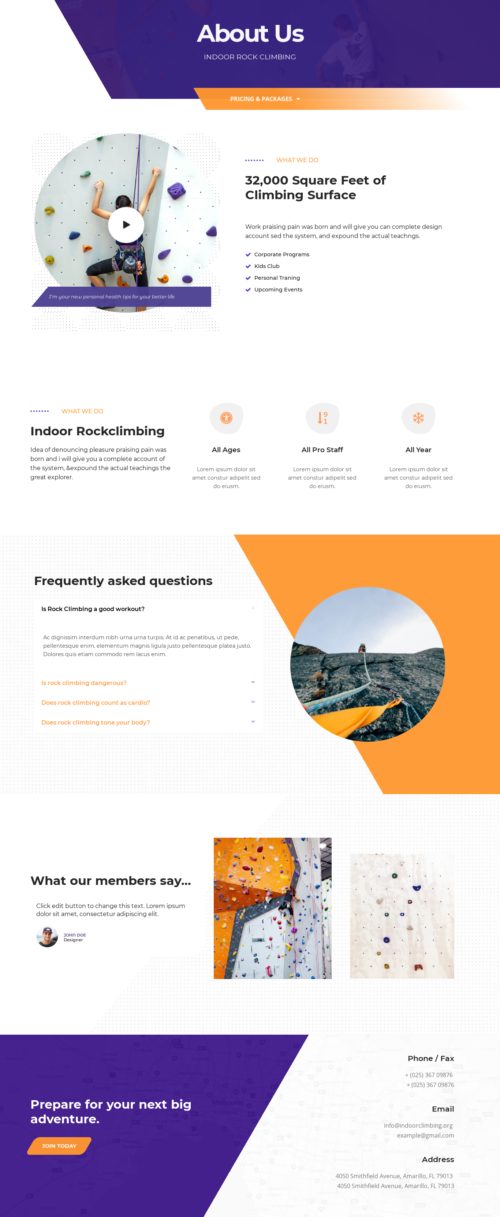 About Us
INDOOR ROCK CLIMBING
PRICING & PACKAGES
WHAT WE DO
32,000 Square Feet of
Climbing Surface
Work praising pain was born and will give you can complete design
account sed the system, and expound the actual teachngs.
Corporate Programs
Kids Club
Personal Traning
Upcoming Events
I'm your new personal health tips for your better life.
WHAT WE DO
Indoor Rockclimbing
Idea of denouncing pleasure praising pain was
born and i will give you a complete account of
the system, &expound the actual teachings the
great explorer.
All Ages
Lorem ipsum dolor sit
amet constur adipelit sed
do erusm.
9
1
All Pro Staff
Lorem ipsum dolor sit
amet constur adipelit sed
do eiusm.
All Year
Lorem ipsum dolor sit
amet constur adipelit sed
do eiusm.
Frequently asked questions
Is Rock Climbing a good workout?
Ac dignissim interdum nibh urna urna turpis. At id ac penatibus, ut pede,
pellentesque enim, elementum magnis ligula justo pellentesque platea justo.
Dolores quis etiam commodo rem lacus enim.
Is rock climbing dangerous?
Does rock climbing count as cardio?
Does rock climbing tone your body?
What our members say...
Click edit button to change this text. Lorem ipsum
dolor sit amet, consectetur adipiscing elit.
JOHN DOE
Designer
Prepare for your next big
adventure.
JOIN TODAY
Phone / Fax
+ (025) 367 09876
+ (025) 367 09876
Email
info@indoorclimbing.org
example@gmail.com
Address
4050 Smithfield Avenue, Amarillo, FL 79013
4050 Smithfield Avenue, Amarillo, FL 79013